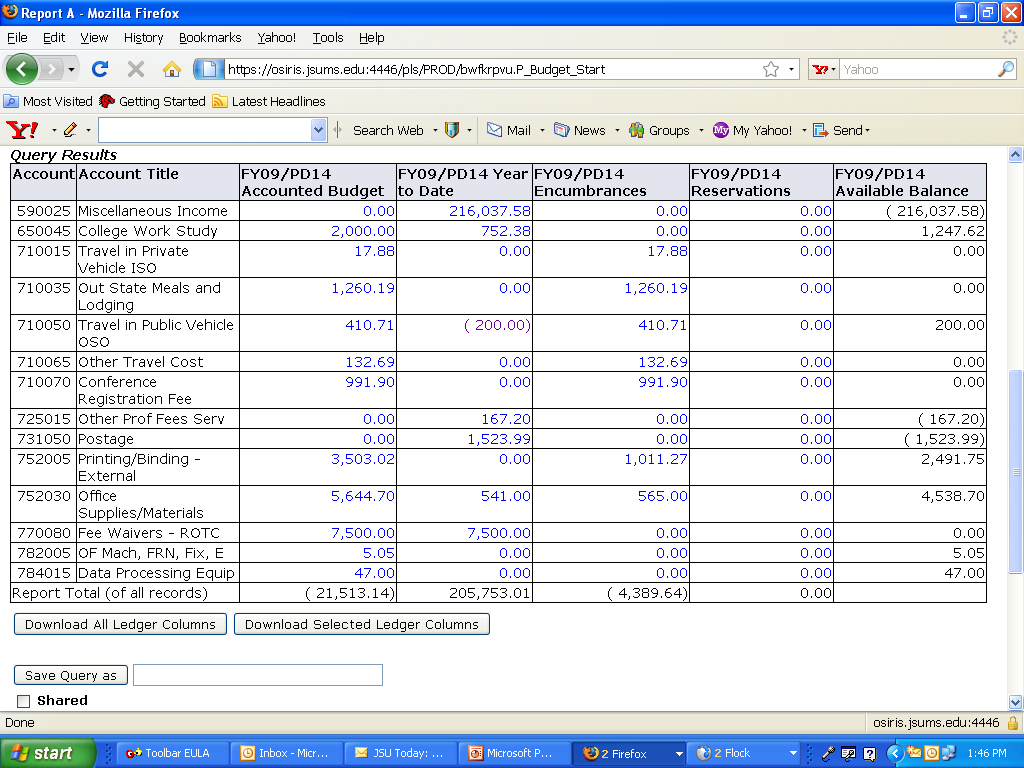 Report A - Mozilla Firefox
File Edit View History Bookmarks Yahoo! Tools Help
https://osiris.jsums.edu:4446/pls/PROD/bwfkrpvu.P_Budget_Start Yahoo
Most Visited Getting Started Latest Headlines
Y! Search Web Mail News Groups My My Yahoo! Send
Query Results
Account Account Title FY09/PD14 FY09/PD14 Year FY09/PD14 FY09/PD14 FY09/PD14
Accounted Budget to Date Encumbrances Reservations Available Balance
590025 Miscellaneous Income 0.00 216,037.58 0.00 0.00 ( 216,037.58)
650045 College Work Study 2,000.00 752.38 0.00 0.00 1,247.62
710015 Travel in Private 17.88 0.00 17.88 0.00 0.00
Vehicle ISO
710035 Out State Meals and 1,260.19 0.00 1,260.19 0.00 0.00
Lodging
710050 Travel in Public Vehicle 410.71 ( 200.00) 410.71 0.00 200.00
OSO
710065 Other Travel Cost 132.69 0.00 132.69 0.00 0.00
710070 Conference 991.90 0.00 991.90 0.00 0.00
Registration Fee
725015 Other Prof Fees Serv 0.00 167.20 0.00 0.00 ( 167.20)
731050 Postage 0.00 1,523.99 0.00 0.00 ( 1,523.99)
752005 Printing/Binding - 3,503.02 0.00 1,011.27 0.00 2,491.75
External
752030 Office 5,644.70 541.00 565.00 0.00 4,538.70
Supplies/Materials
770080 Fee Waivers - ROTC 7,500.00 7,500.00 0.00 0.00 0.00
782005 OF Mach, FRN, Fix, E 5.05 0.00 0.00 0.00 5.05
784015 Data Processing Equip 47.00 0.00 0.00 0.00 47.00
Report Total (of all records) ( 21,513.14) 205,753.01 ( 4,389.64) 0.00
Download All Ledger Columns Download Selected Ledger Columns
Save Query as
Shared
Done osiris.jsums.edu:4446
start Toolbar EULA Inbox - Micr... JSU Today: ... Microsoft P... 2 Firefox 2 Flock 1:46 PM